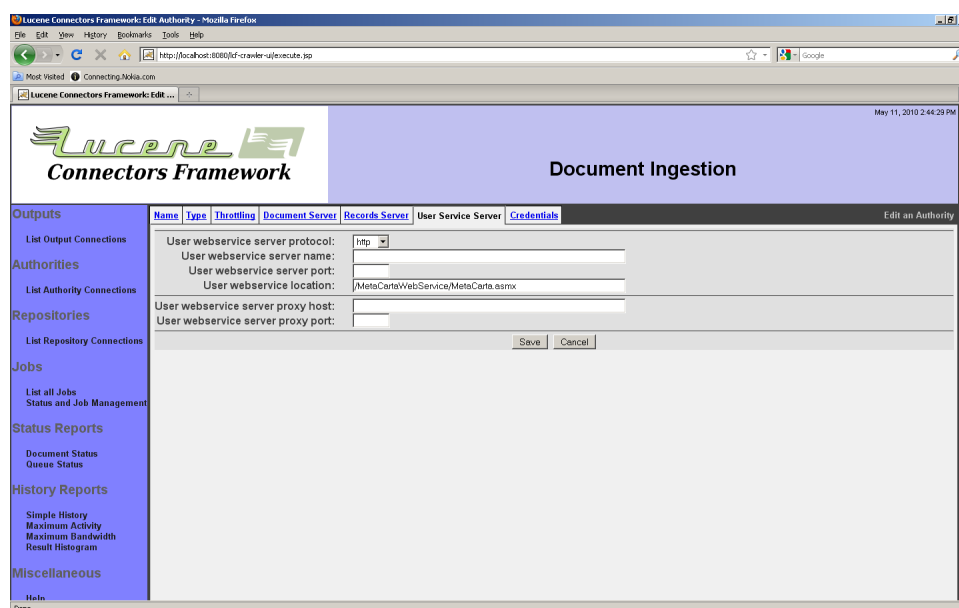 Lucene Connectors Framework: Edit Authority - Mozilla Firefox
File Edit View History Bookmarks Tools Help
http://localhost:8080/lcf-crawler-ui/execute.jsp
Google
Most Visited Connecting.Nokia.com
Lucene Connectors Framework: Edit ...
May 11, 2010 2:44:29 PM
Lucene
Connectors Framework
Document Ingestion
Outputs
Name Type Throttling Document Server Records Server User Service Server Credentials
Edit an Authority
List Output Connections
Authorities
List Authority Connections
Repositories
List Repository Connections
Jobs
List all Jobs
Status and Job Management
Status Reports
Document Status
Queue Status
History Reports
Simple History
Maximum Activity
Maximum Bandwidth
Result Histogram
Miscellaneous
Help
User webservice server protocol: http
User webservice server name:
User webservice server port:
User webservice location: /MetaCartaWebService/MetaCarta.asmx
User webservice server proxy host:
User webservice server proxy port:
Save Cancel